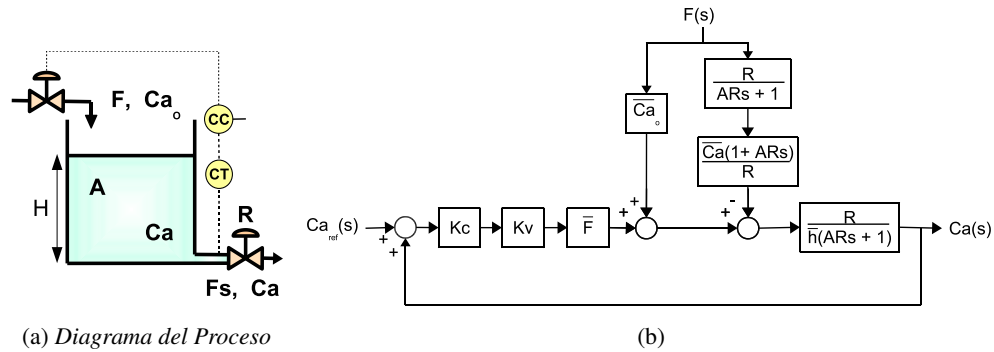 F, Ca o
CC
CT
H
A
Ca
R
Fs, Ca
(a) Diagrama del Proceso
F(s)
Ca o
R
ARs + 1
Ca(1+ ARs)
R
Ca ref (s)
+
+
Kc
Kv
F
+
+
+
-
R
h(ARs + 1)
Ca(s)
(b)